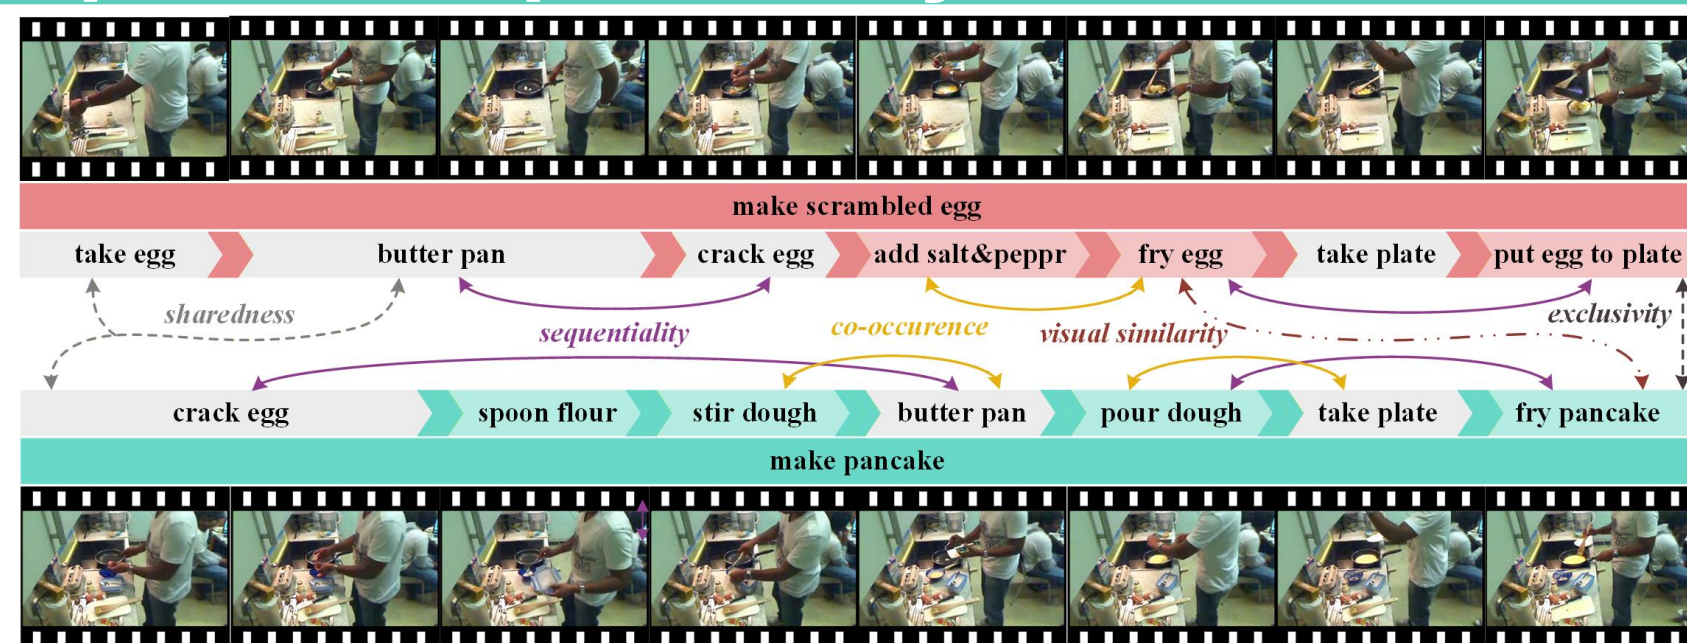 make scrambled egg
take egg butter pan crack egg add salt&peppr fry egg take plate put egg to plate
sharedness sequentiality co-occurence visual similarity exclusivity
crack egg spoon flour stir dough butter pan pour dough take plate fry pancake
make pancake